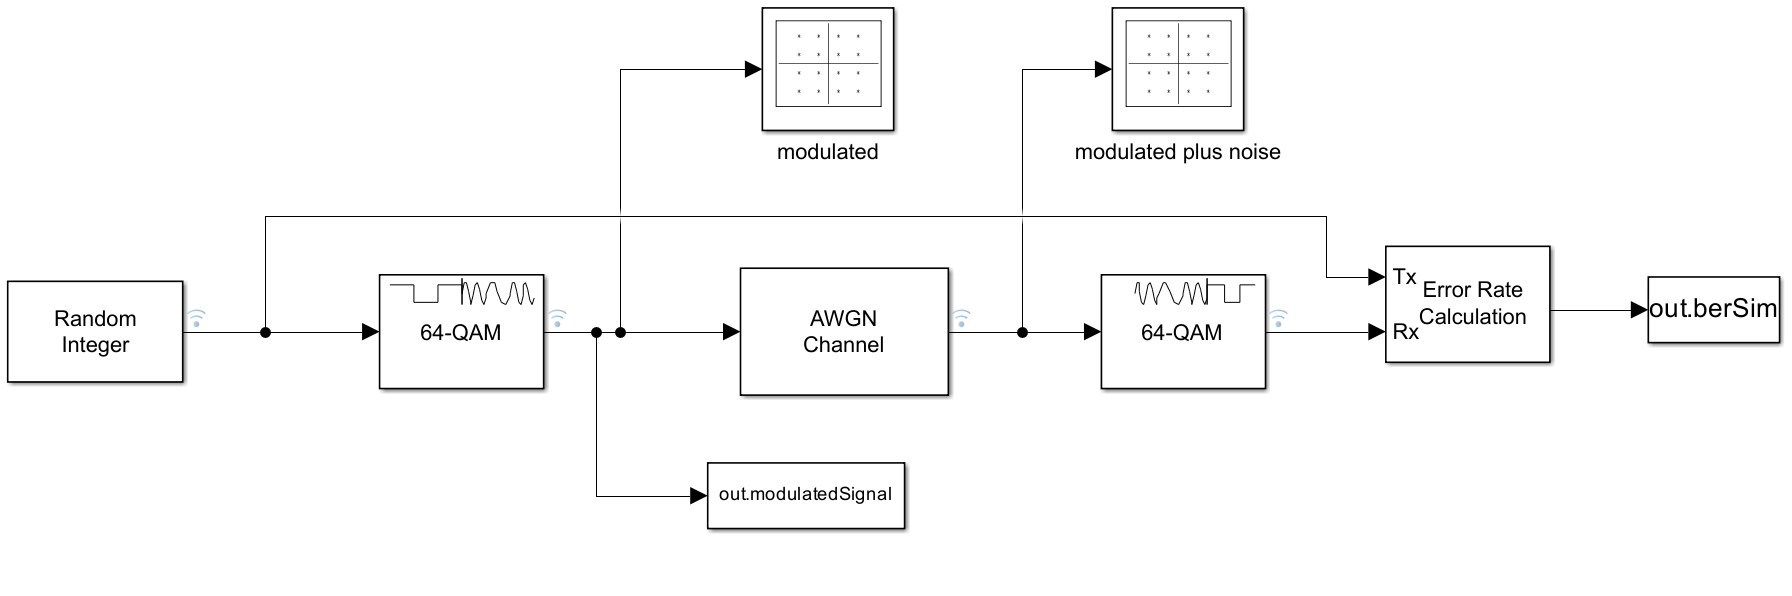 modulated
modulated plus noise
Random
Integer
64-QAM
AWGN
Channel
64-QAM
Tx
Rx
Error Rate
Calculation
out.berSim
out.modulatedSignal